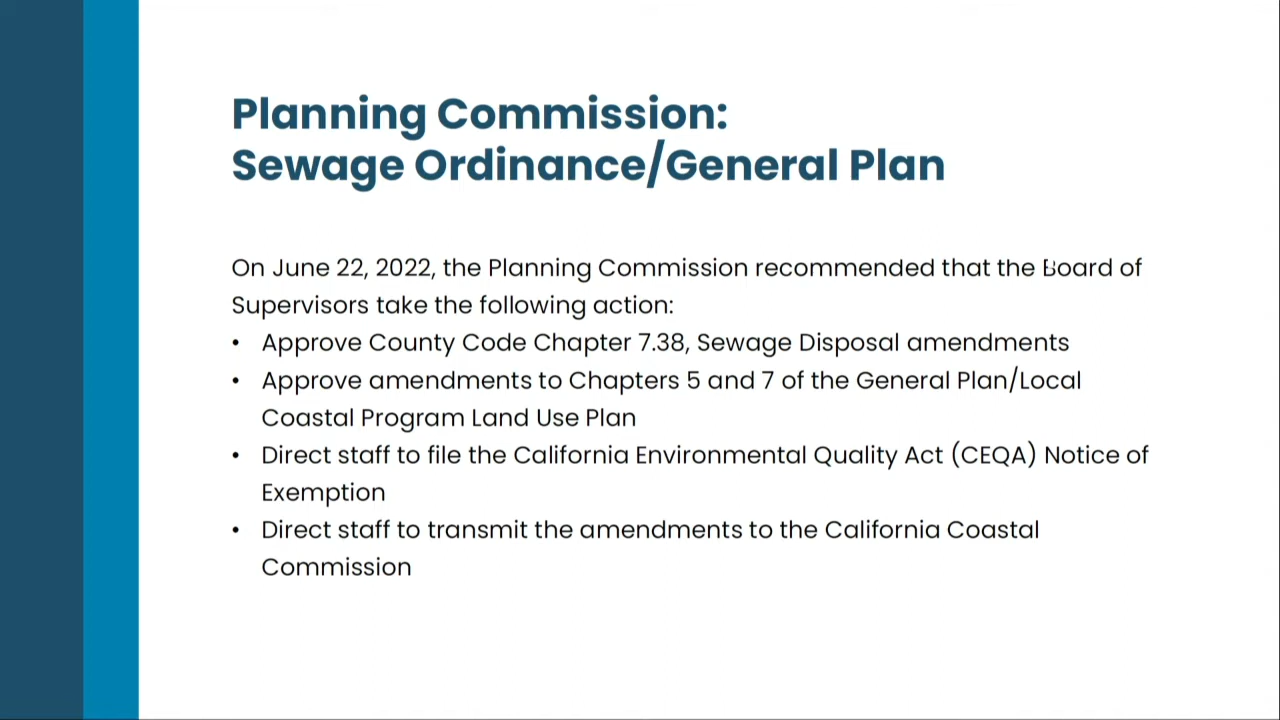 Planning Commission:
Sewage Ordinance/General Plan
On June 22, 2022, the Planning Commission recommended that the Board of
Supervisors take the following action:
• Approve County Code Chapter 7.38, Sewage Disposal amendments
• Approve amendments to Chapters 5 and 7 of the General Plan/Local
Coastal Program Land Use Plan
• Direct staff to file the California Environmental Quality Act (CEQA) Notice of
Exemption
• Direct staff to transmit the amendments to the California Coastal
Commission